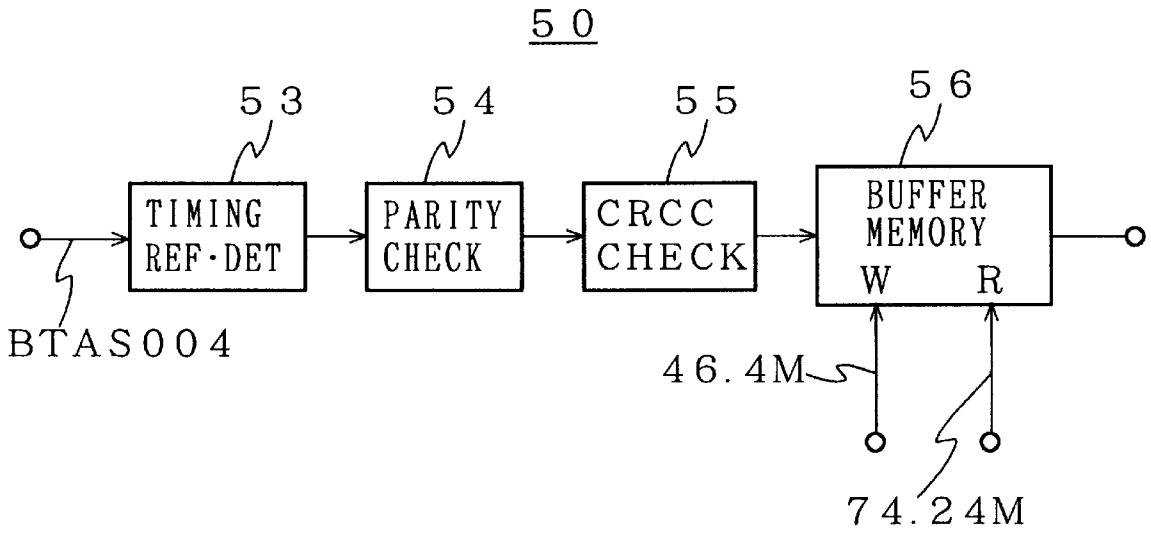 50
53
54
55
56
TIMING
REF·DET
PARITY
CHECK
CRCC
CHECK
BUFFER
MEMORY
W R
BTAS004
46.4M
74.24M